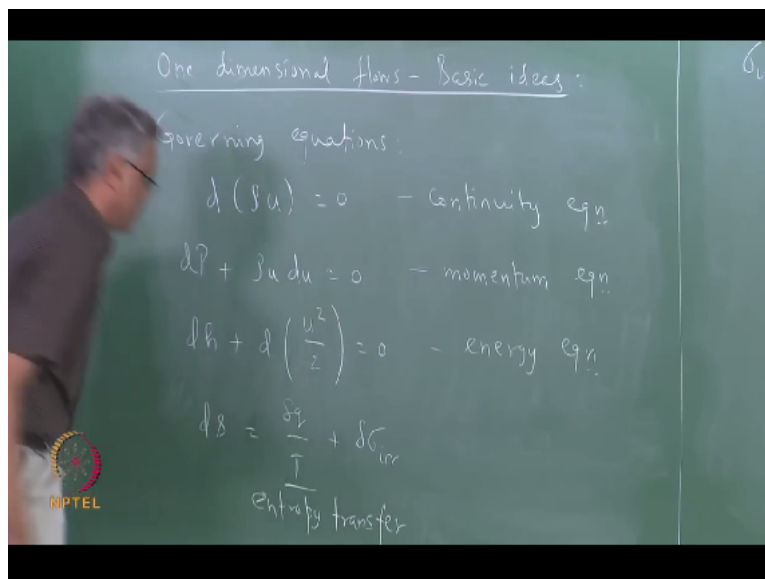 One dimensional flows - Basic ideas :
Governing equations :
d (ρu) = 0 - Continuity eqn
dP + ρu du = 0 - momentum eqn
dh + d (u²/2) = 0 - energy eqn
ds = δq/T + δσirr
entropy transfer
NPTEL